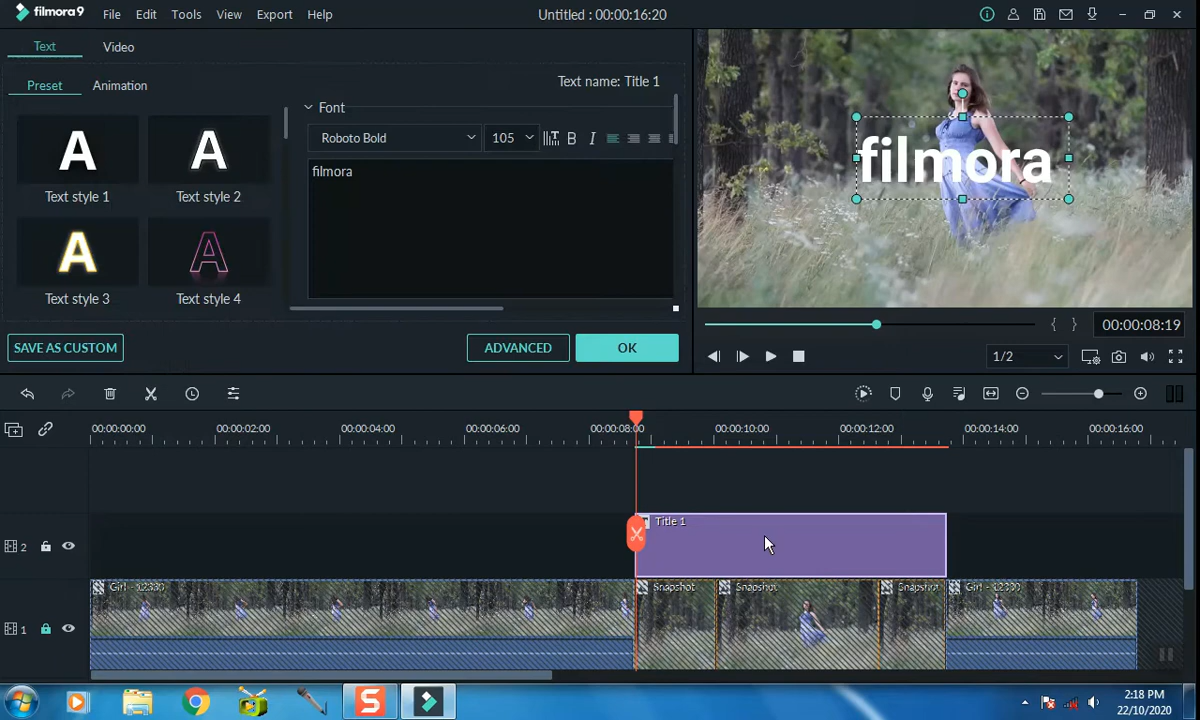 filmora9 File Edit Tools View Export Help Untitled : 00:00:16:20
Text Video
Preset Animation Text name: Title 1
Font
Roboto Bold 105 B I
filmora
A A
Text style 1 Text style 2
A A
Text style 3 Text style 4
SAVE AS CUSTOM ADVANCED OK
filmora
00:00:08:19
1/2
00:00:00:00 00:00:02:00 00:00:04:00 00:00:06:00 00:00:08:00 00:00:10:00 00:00:12:00 00:00:14:00 00:00:16:00
Title 1
2
Girl - 12330 Snapshot Snapshot Snapshot Girl - 12330
1
2:18 PM
22/10/2020